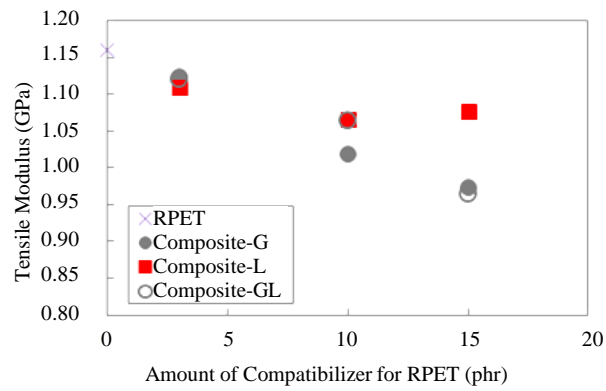 1.20
1.15
1.10
1.05
1.00
0.95
0.90
0.85
0.80
Tensile Modulus (GPa)
RPET
Composite-G
Composite-L
Composite-GL
0 5 10 15 20
Amount of Compatibilizer for RPET (phr)